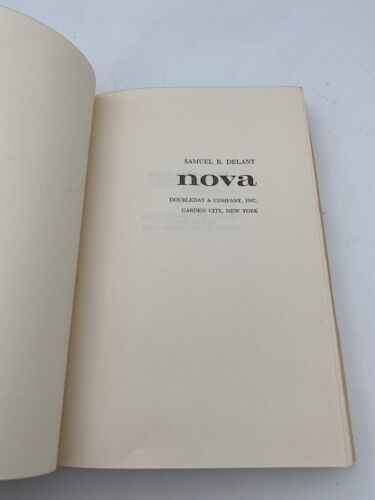 SAMUEL R. DELANY
nova
DOUBLEDAY & COMPANY, INC.
GARDEN CITY, NEW YORK